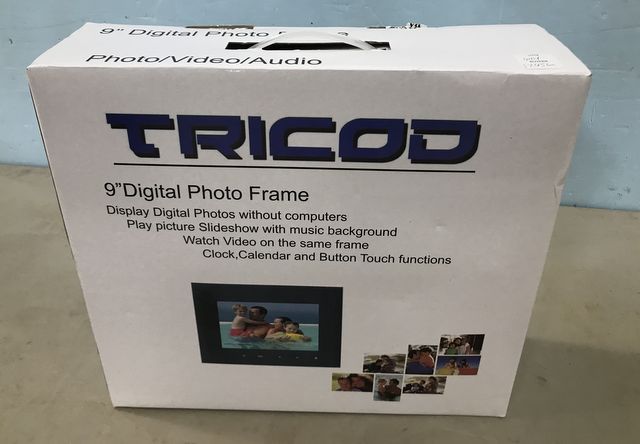 9" Digital Photo Frame
Photo/Video/Audio
TRICOD
9"Digital Photo Frame
Display Digital Photos without computers
Play picture Slideshow with music background
Watch Video on the same frame
Clock,Calendar and Button Touch functions